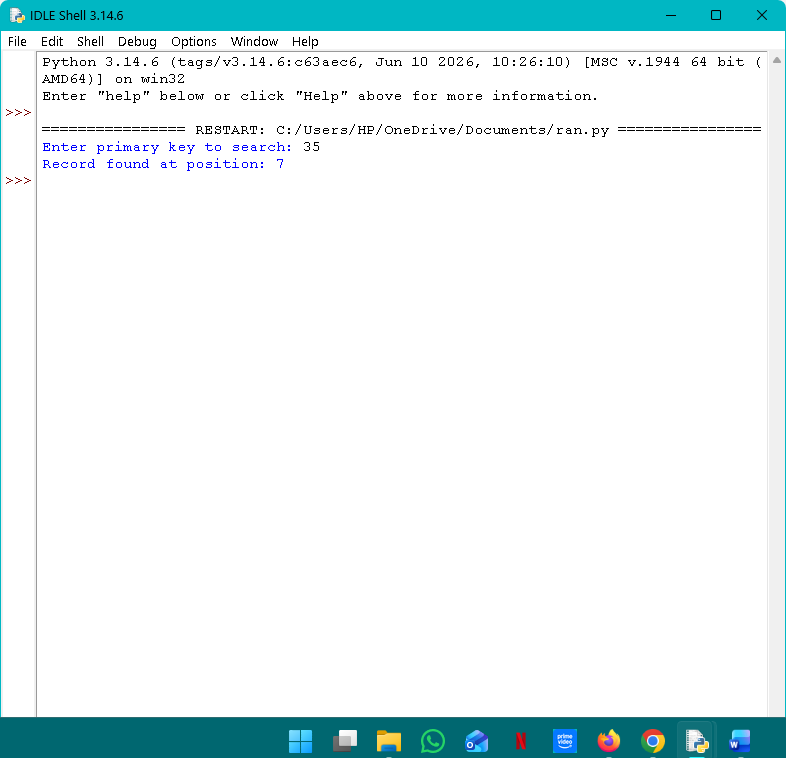 IDLE Shell 3.14.6
File Edit Shell Debug Options Window Help
Python 3.14.6 (tags/v3.14.6:c63aec6, Jun 10 2026, 10:26:10) [MSC v.1944 64 bit (
AMD64)] on win32
Enter "help" below or click "Help" above for more information.
>>>
================ RESTART: C:/Users/HP/OneDrive/Documents/ran.py ================
Enter primary key to search: 35
Record found at position: 7
>>>
O N prime video W